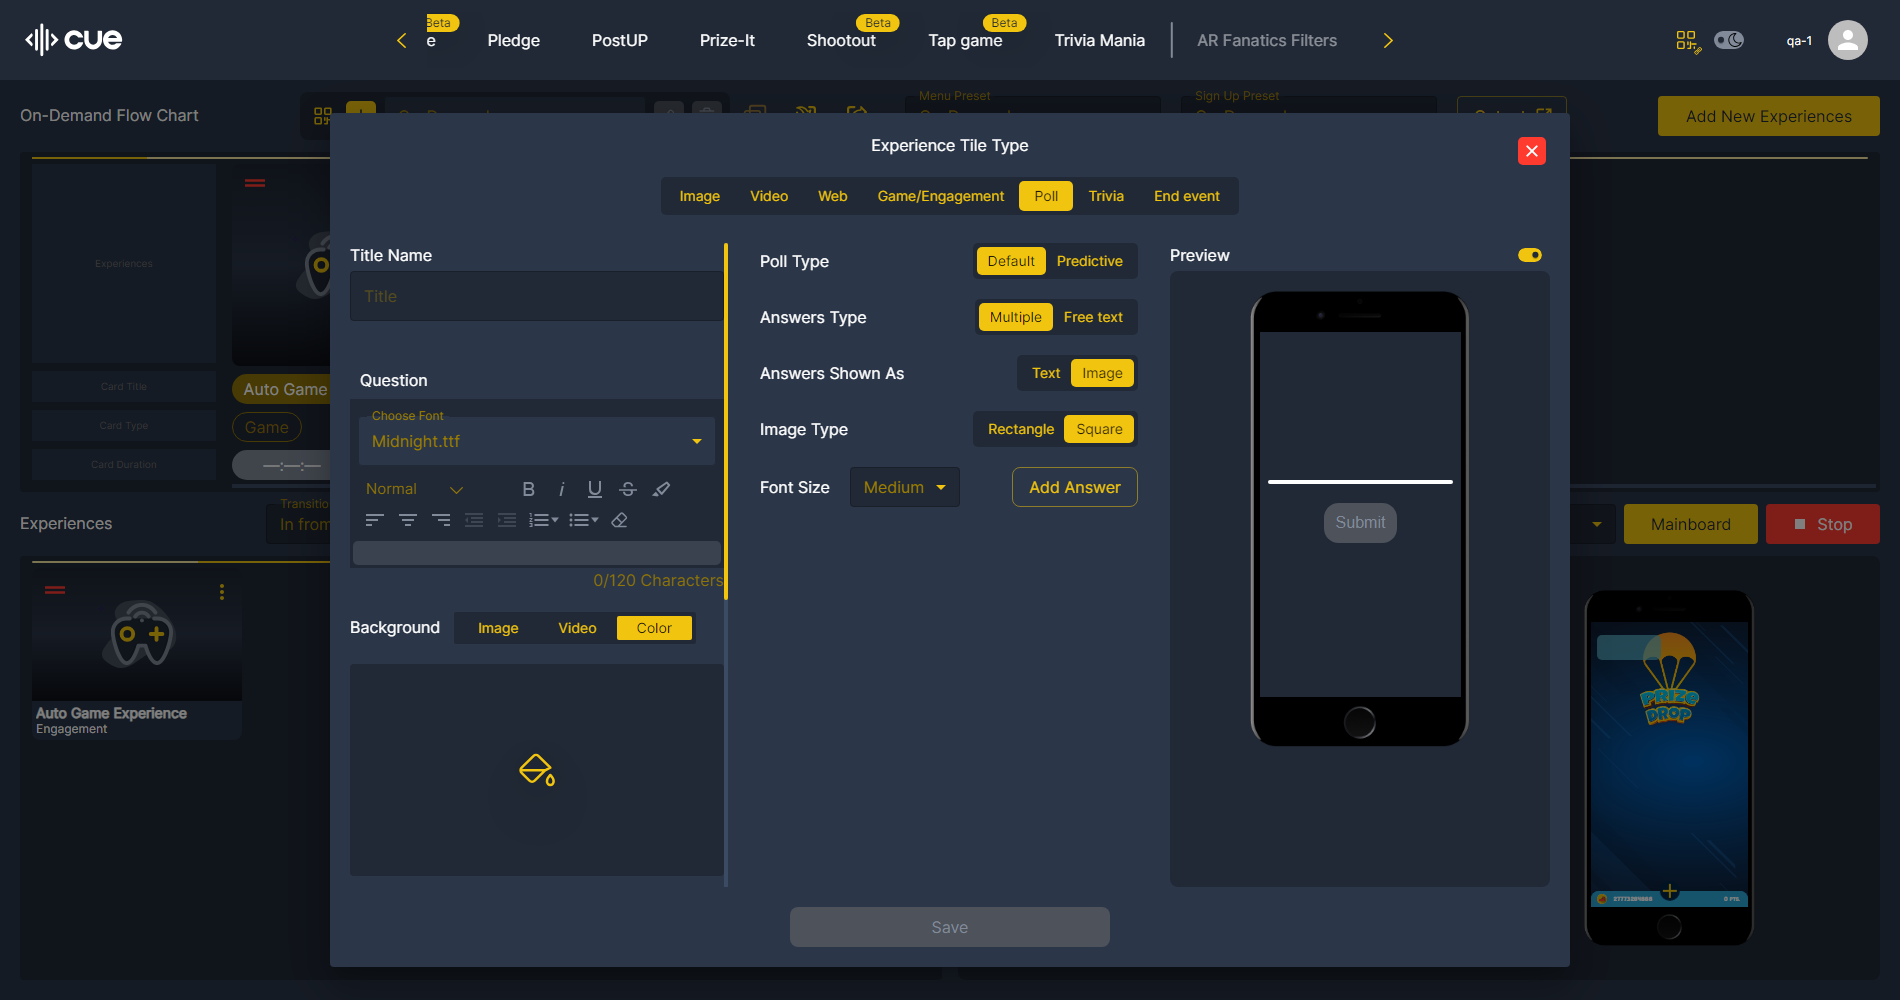 cue
Beta
e
Pledge
PostUP
Prize-It
Beta
Shootout
Beta
Tap game
Trivia Mania
AR Fanatics Filters
qa-1
On-Demand Flow Chart
Menu Preset
Sign Up Preset
Add New Experiences
Experience Tile Type
Image
Video
Web
Game/Engagement
Poll
Trivia
End event
Experiences
Card Title
Card Type
Card Duration
Auto Game
Game
—:—:—
Title Name
Title
Question
Choose Font
Midnight.ttf
Normal
B
i
U
S
0/120 Characters
Background
Image
Video
Color
Poll Type
Default
Predictive
Answers Type
Multiple
Free text
Answers Shown As
Text
Image
Image Type
Rectangle
Square
Font Size
Medium
Add Answer
Preview
Submit
Save
Experiences
Transitio
In from
Mainboard
Stop
Auto Game Experience
Engagement
PRIZE
DROP
0 PTS.